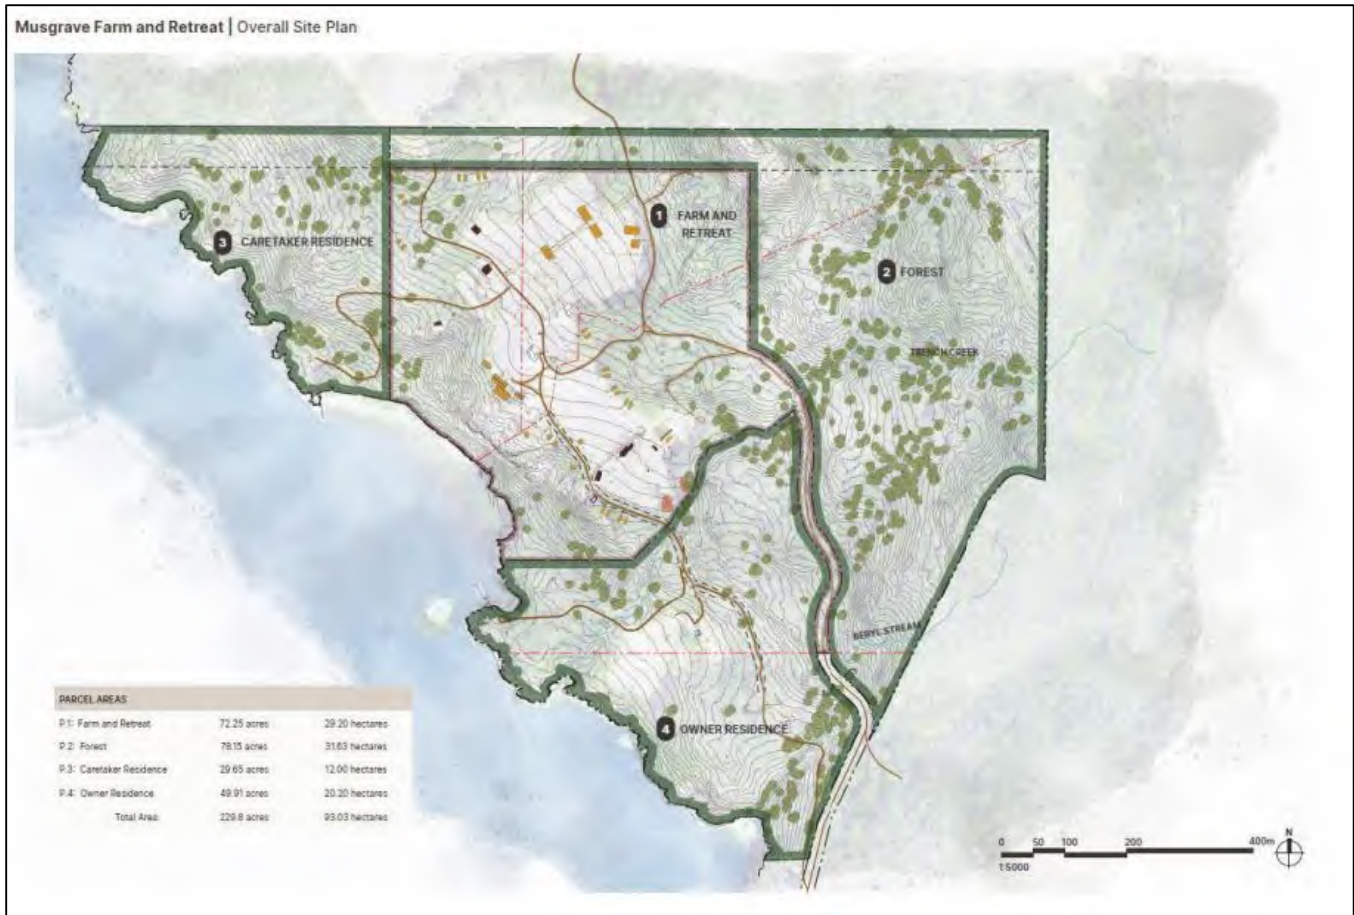 Musgrave Farm and Retreat | Overall Site Plan
1 FARM AND
RETREAT
3 CARETAKER RESIDENCE
2 FOREST
TRENCH CREEK
BERYL STREAM
4 OWNER RESIDENCE
PARCEL AREAS
P.1: Farm and Retreat 72.25 acres 29.20 hectares
P.2: Forest 78.15 acres 31.63 hectares
P.3: Caretaker Residence 29.65 acres 12.00 hectares
P.4: Owner Residence 49.91 acres 20.20 hectares
Total Area: 229.8 acres 93.03 hectares
0 50 100 200 400m
1:5000
N